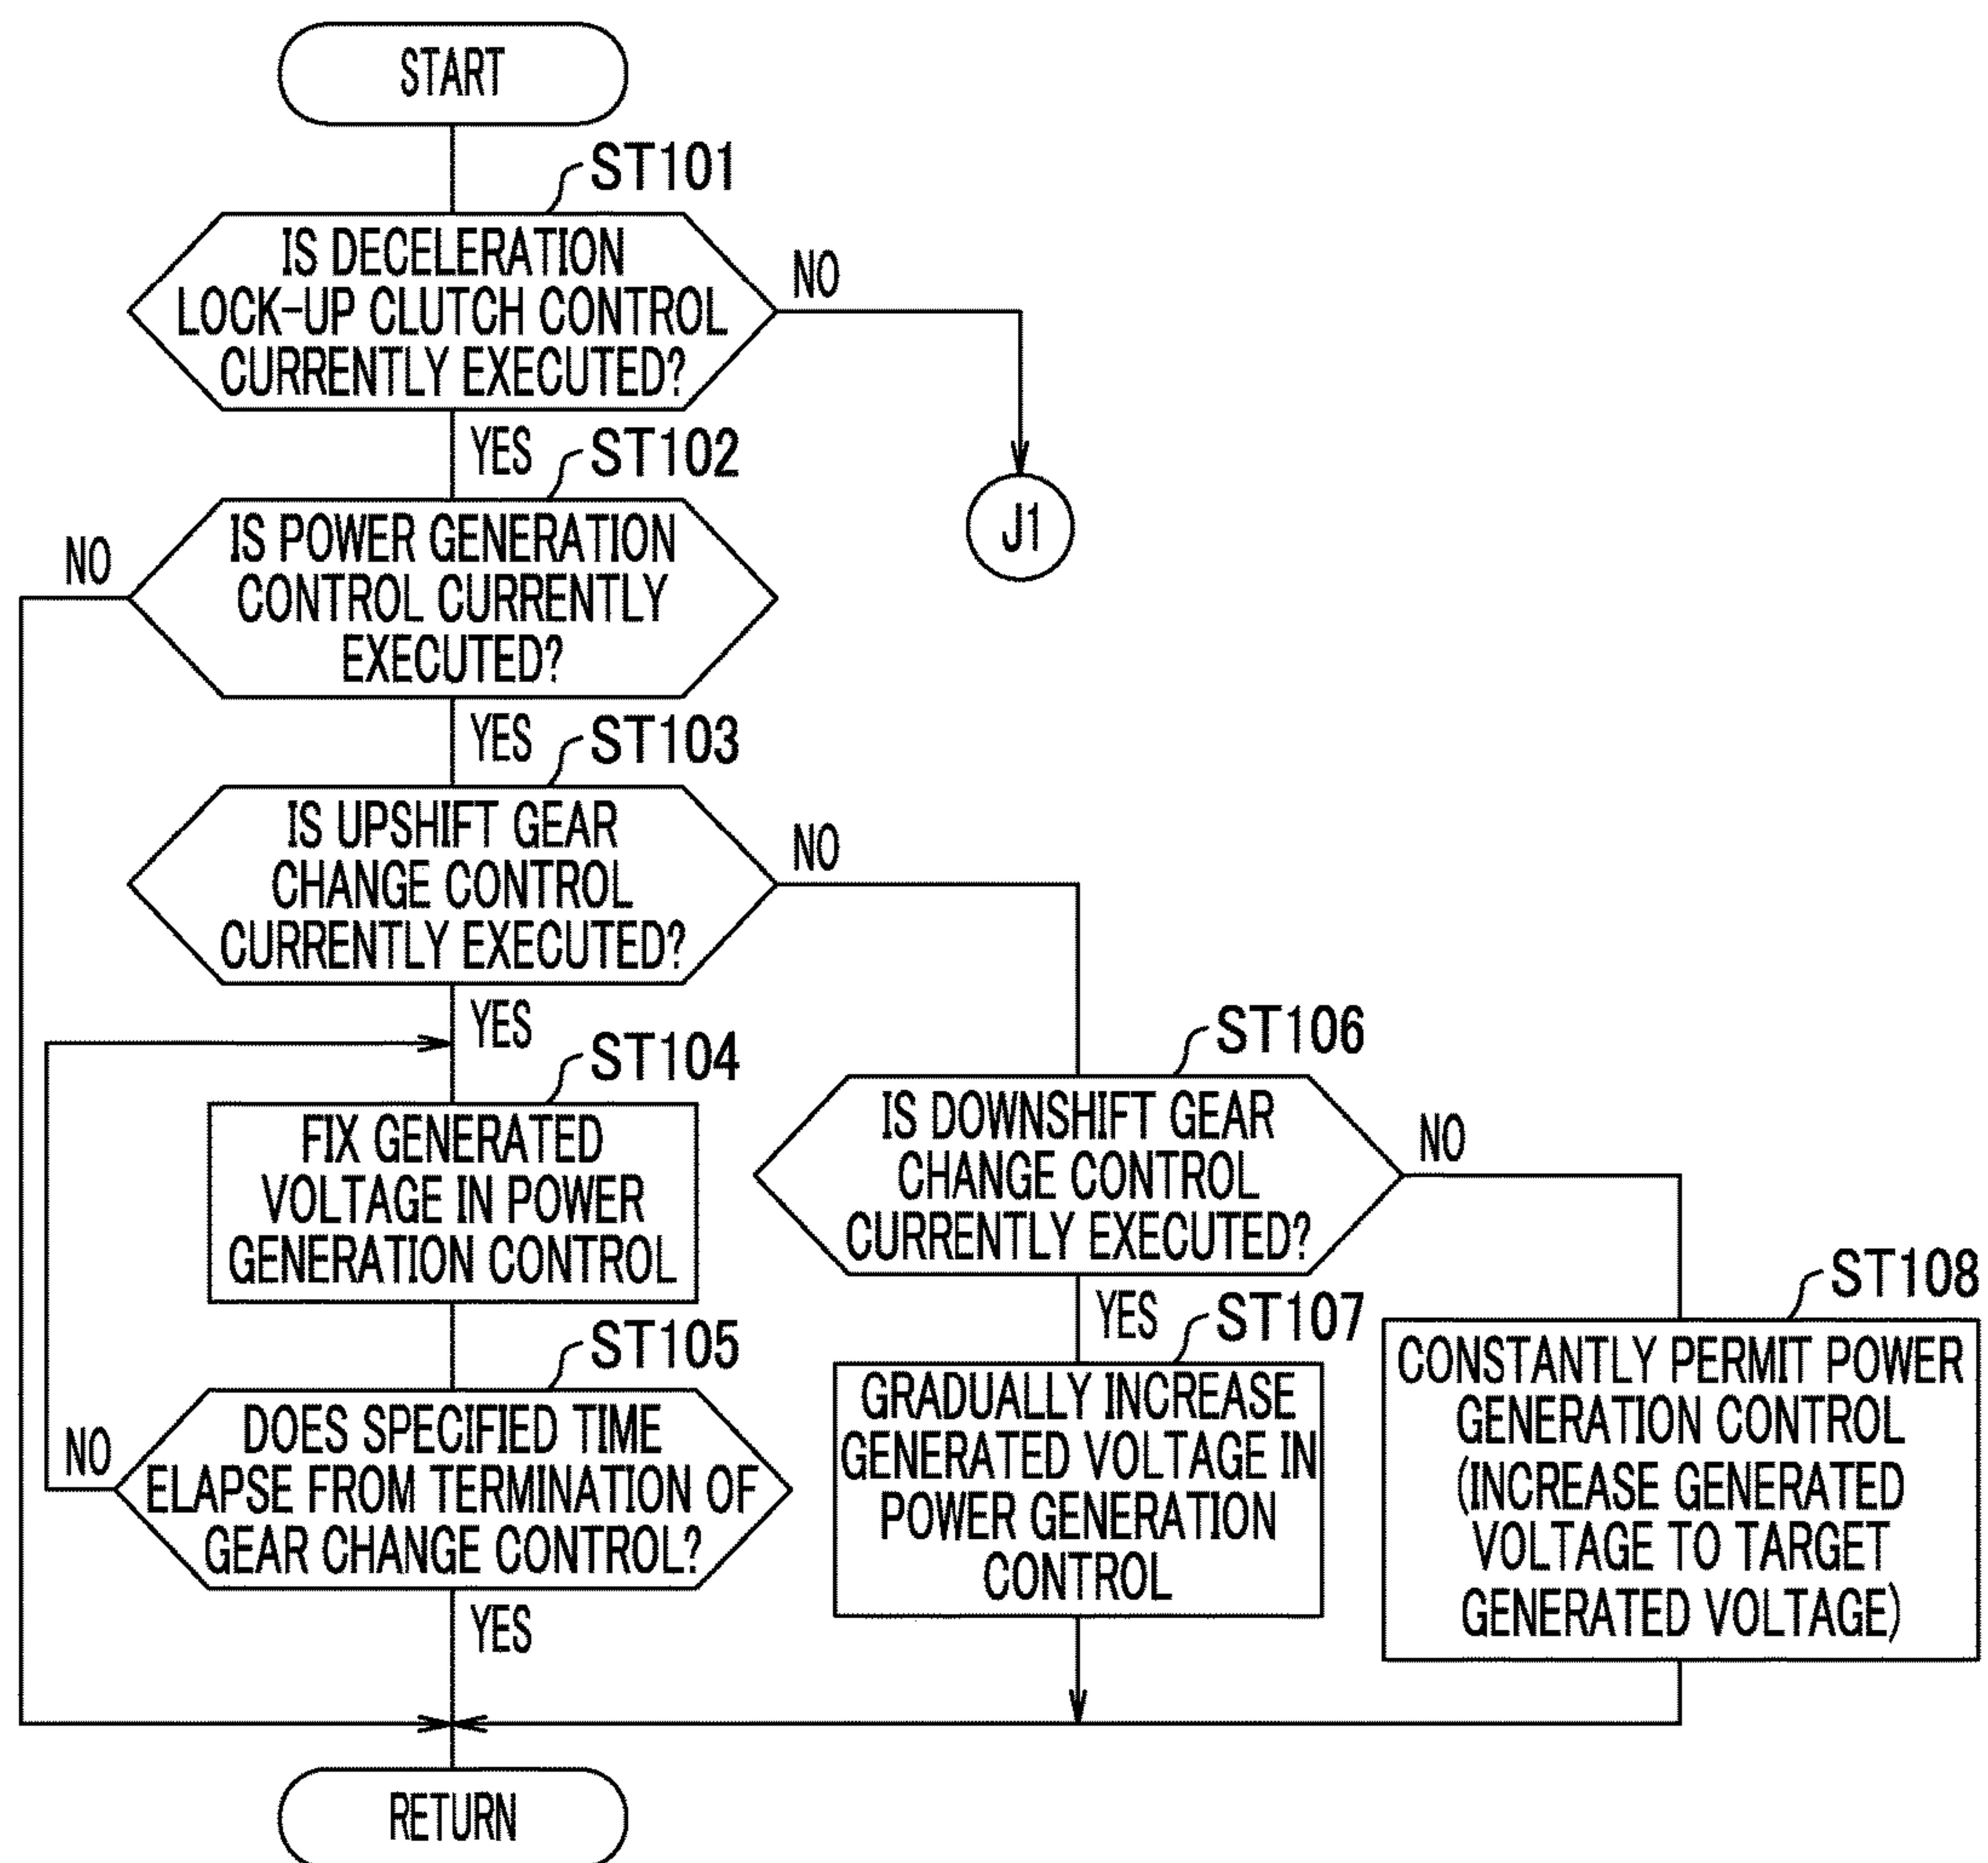 START
ST101
IS DECELERATION
LOCK-UP CLUTCH CONTROL
CURRENTLY EXECUTED?
NO
J1
YES
ST102
IS POWER GENERATION
CONTROL CURRENTLY
EXECUTED?
NO
YES
ST103
IS UPSHIFT GEAR
CHANGE CONTROL
CURRENTLY EXECUTED?
NO
YES
ST104
FIX GENERATED
VOLTAGE IN POWER
GENERATION CONTROL
ST105
DOES SPECIFIED TIME
ELAPSE FROM TERMINATION OF
GEAR CHANGE CONTROL?
NO
YES
ST106
IS DOWNSHIFT GEAR
CHANGE CONTROL
CURRENTLY EXECUTED?
NO
YES
ST107
GRADUALLY INCREASE
GENERATED VOLTAGE IN
POWER GENERATION
CONTROL
ST108
CONSTANTLY PERMIT POWER
GENERATION CONTROL
(INCREASE GENERATED
VOLTAGE TO TARGET
GENERATED VOLTAGE)
RETURN